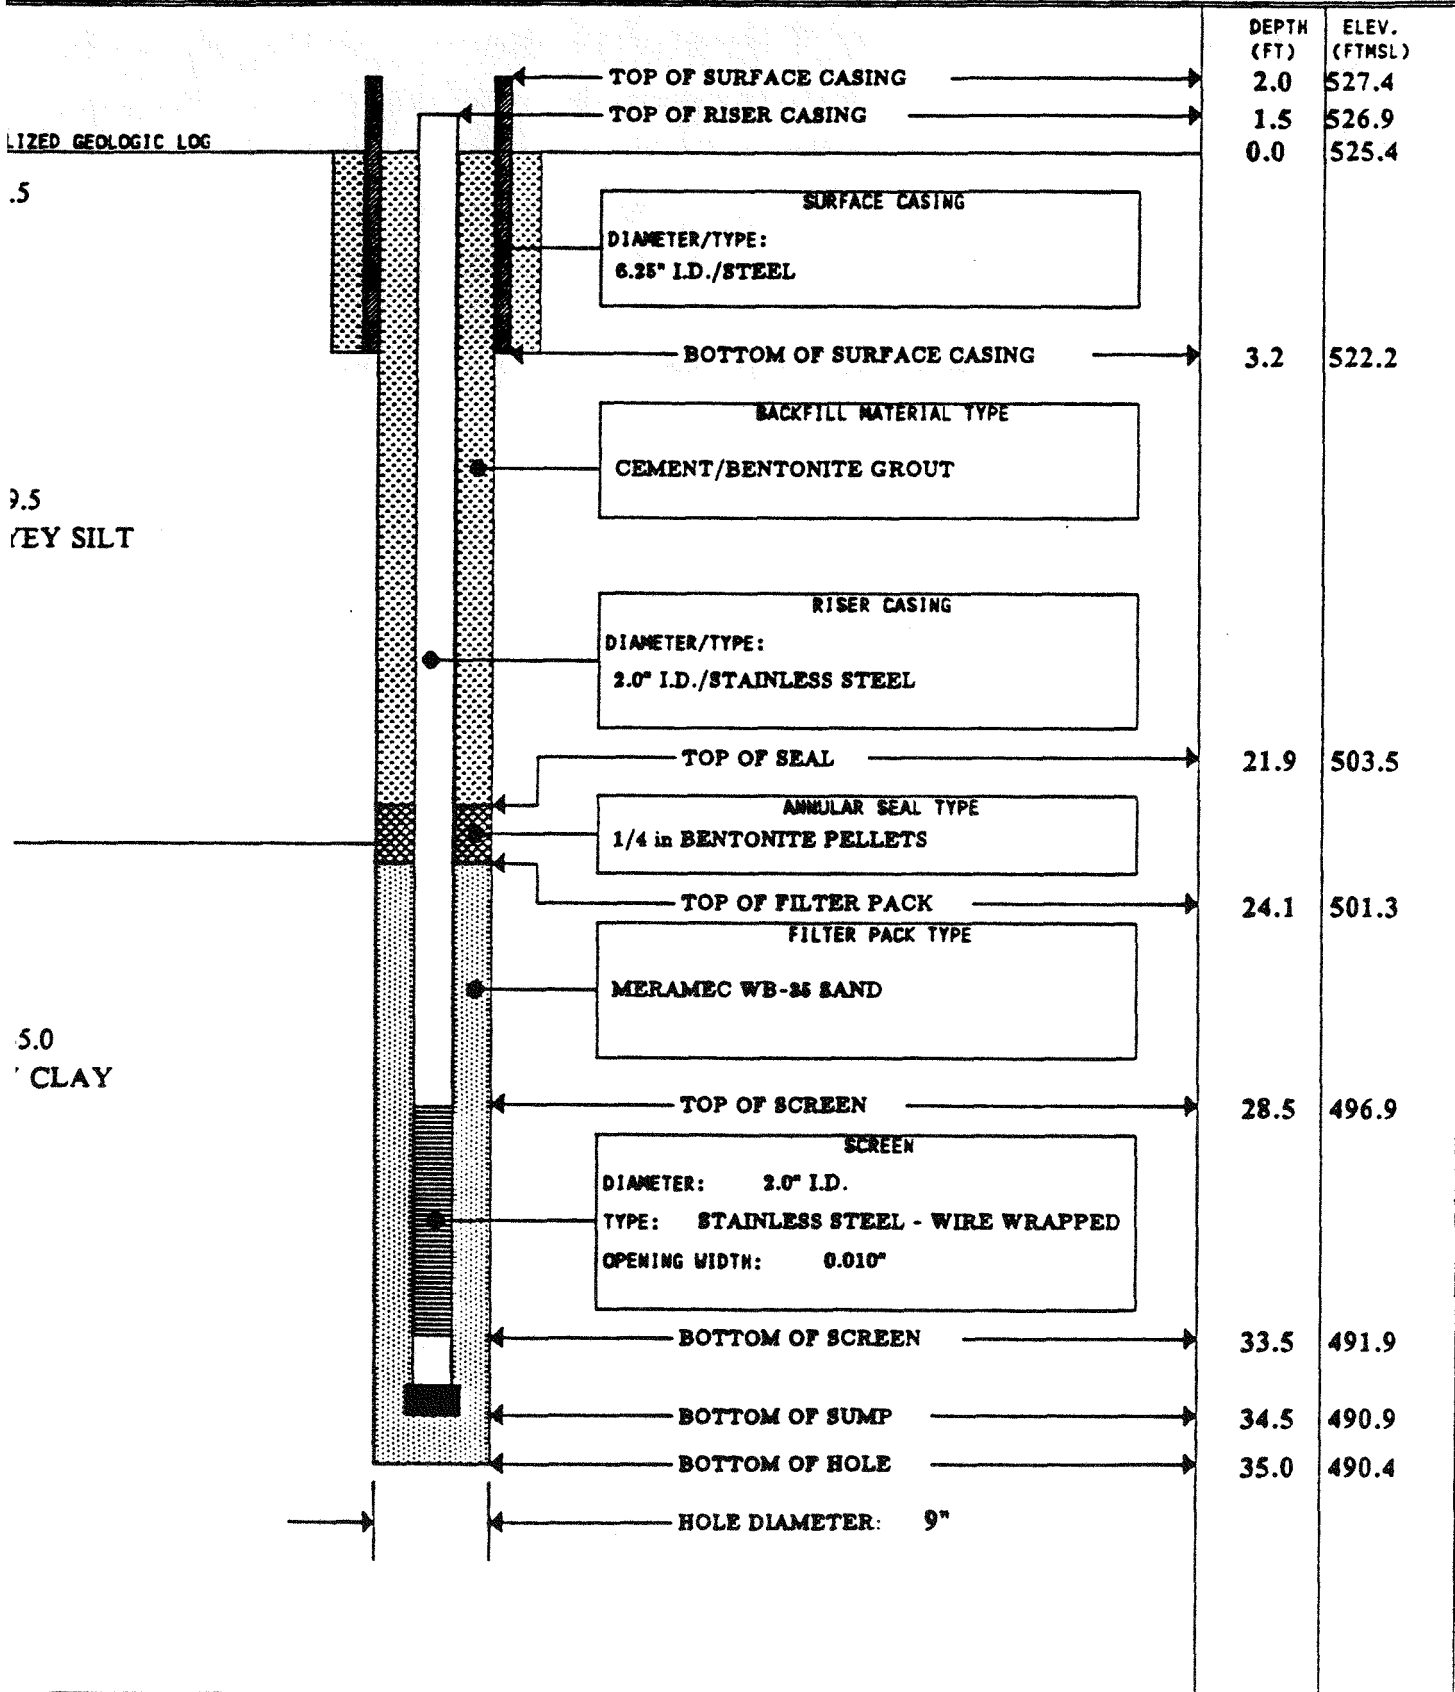 DEPTH ELEV.
(FT) (FTMSL)
TOP OF SURFACE CASING 2.0 527.4
TOP OF RISER CASING 1.5 526.9
LIZED GEOLOGIC LOG 0.0 525.4
.5
SURFACE CASING
DIAMETER/TYPE:
6.25" I.D./STEEL
BOTTOM OF SURFACE CASING 3.2 522.2
BACKFILL MATERIAL TYPE
CEMENT/BENTONITE GROUT
9.5
YEY SILT
RISER CASING
DIAMETER/TYPE:
2.0" I.D./STAINLESS STEEL
TOP OF SEAL 21.9 503.5
ANNULAR SEAL TYPE
1/4 in BENTONITE PELLETS
TOP OF FILTER PACK 24.1 501.3
FILTER PACK TYPE
MERAMEC WB-35 SAND
5.0
CLAY
TOP OF SCREEN 28.5 496.9
SCREEN
DIAMETER: 2.0" I.D.
TYPE: STAINLESS STEEL - WIRE WRAPPED
OPENING WIDTH: 0.010"
BOTTOM OF SCREEN 33.5 491.9
BOTTOM OF SUMP 34.5 490.9
BOTTOM OF HOLE 35.0 490.4
HOLE DIAMETER: 9"